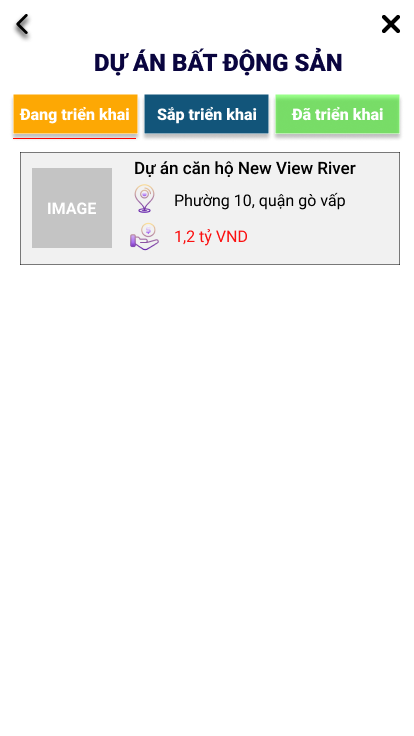 DỰ ÁN BẤT ĐỘNG SẢN
Đang triển khai
Sắp triển khai
Đã triển khai
Dự án căn hộ New View River
IMAGE
Phường 10, quận gò vấp
1,2 tỷ VND